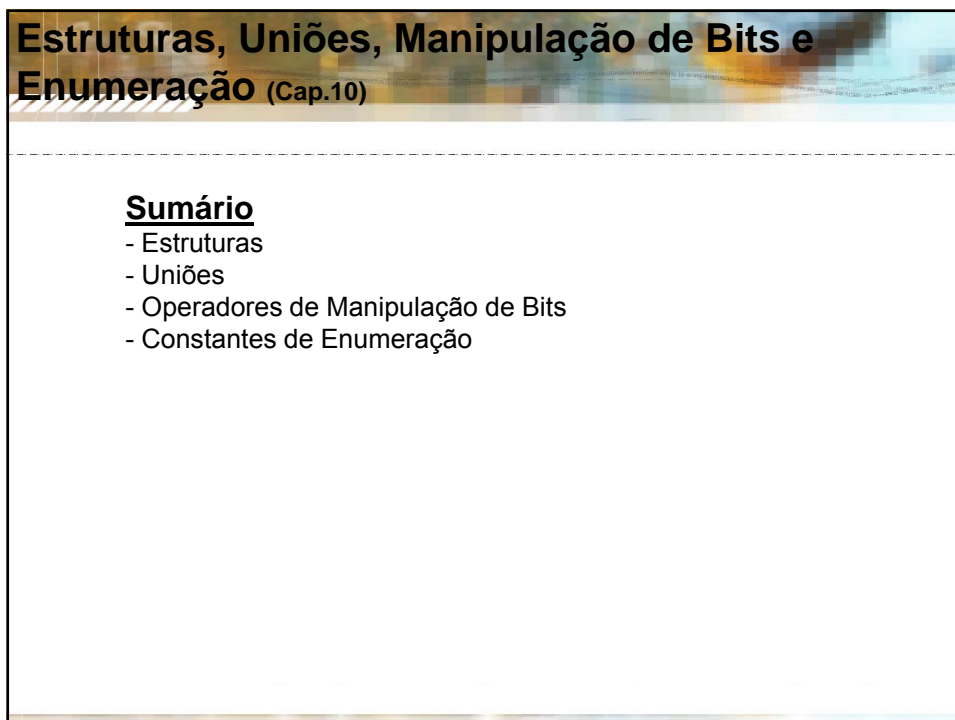 Estruturas, Uniões, Manipulação de Bits e
Enumeração (Cap.10)
Sumário
- Estruturas
- Uniões
- Operadores de Manipulação de Bits
- Constantes de Enumeração